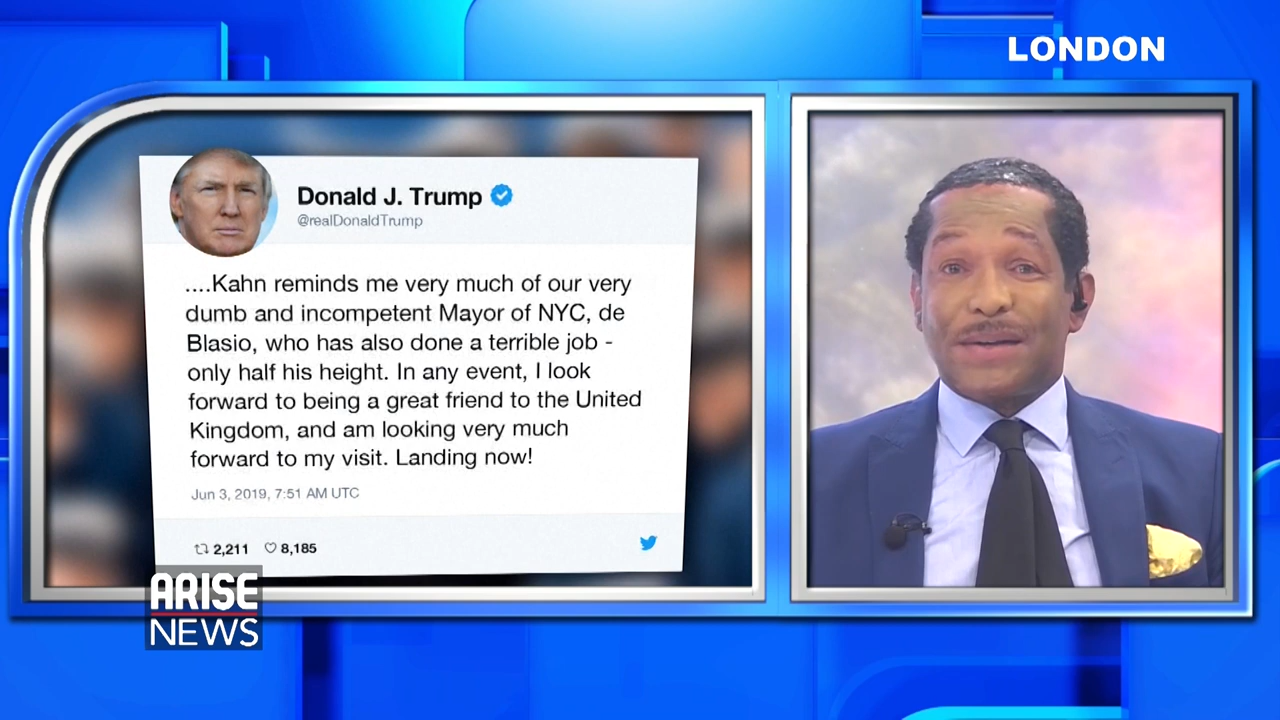 LONDON
Donald J. Trump
@realDonaldTrump
....Kahn reminds me very much of our very
dumb and incompetent Mayor of NYC, de
Blasio, who has also done a terrible job -
only half his height. In any event, I look
forward to being a great friend to the United
Kingdom, and am looking very much
forward to my visit. Landing now!
Jun 3, 2019, 7:51 AM UTC
2,211 8,185
ARISE
NEWS